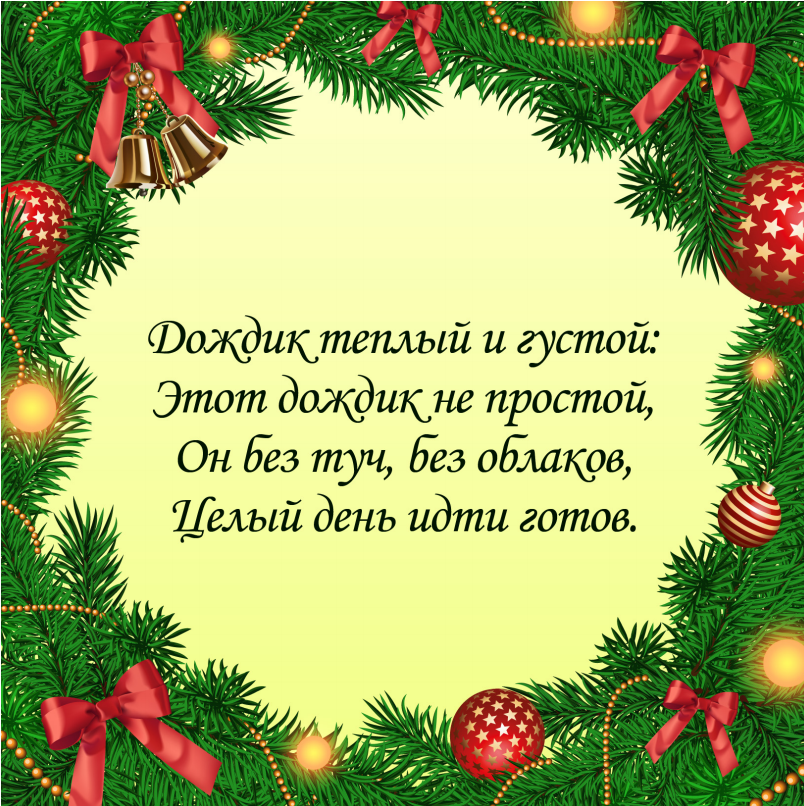 Дождик теплый и густой:
Этот дождик не простой,
Он без туч, без облаков,
Целый день идти готов.